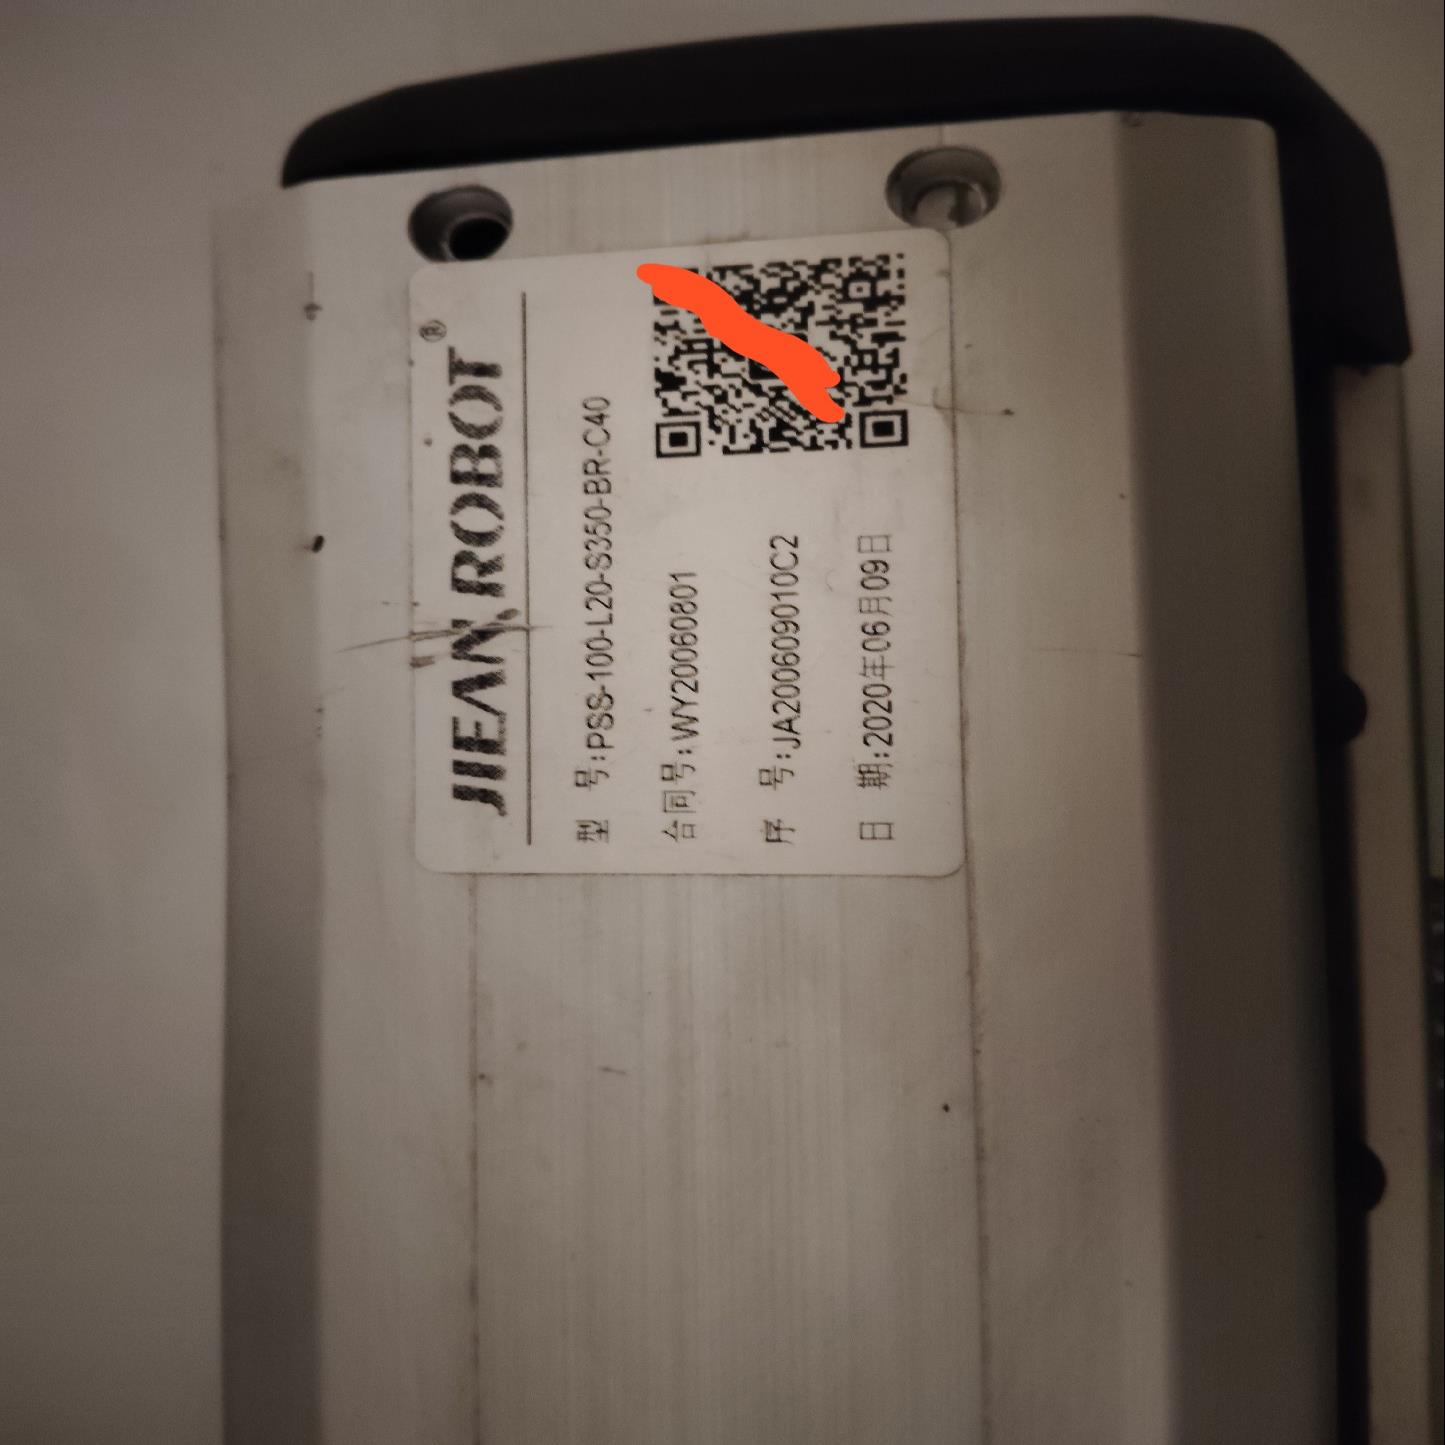 JIEAN ROBOT®
型 号:PSS-100-L20-S350-BR-C40
合同号:WY20060801
序 号:JA200609010C2
日 期:2020年06月09日